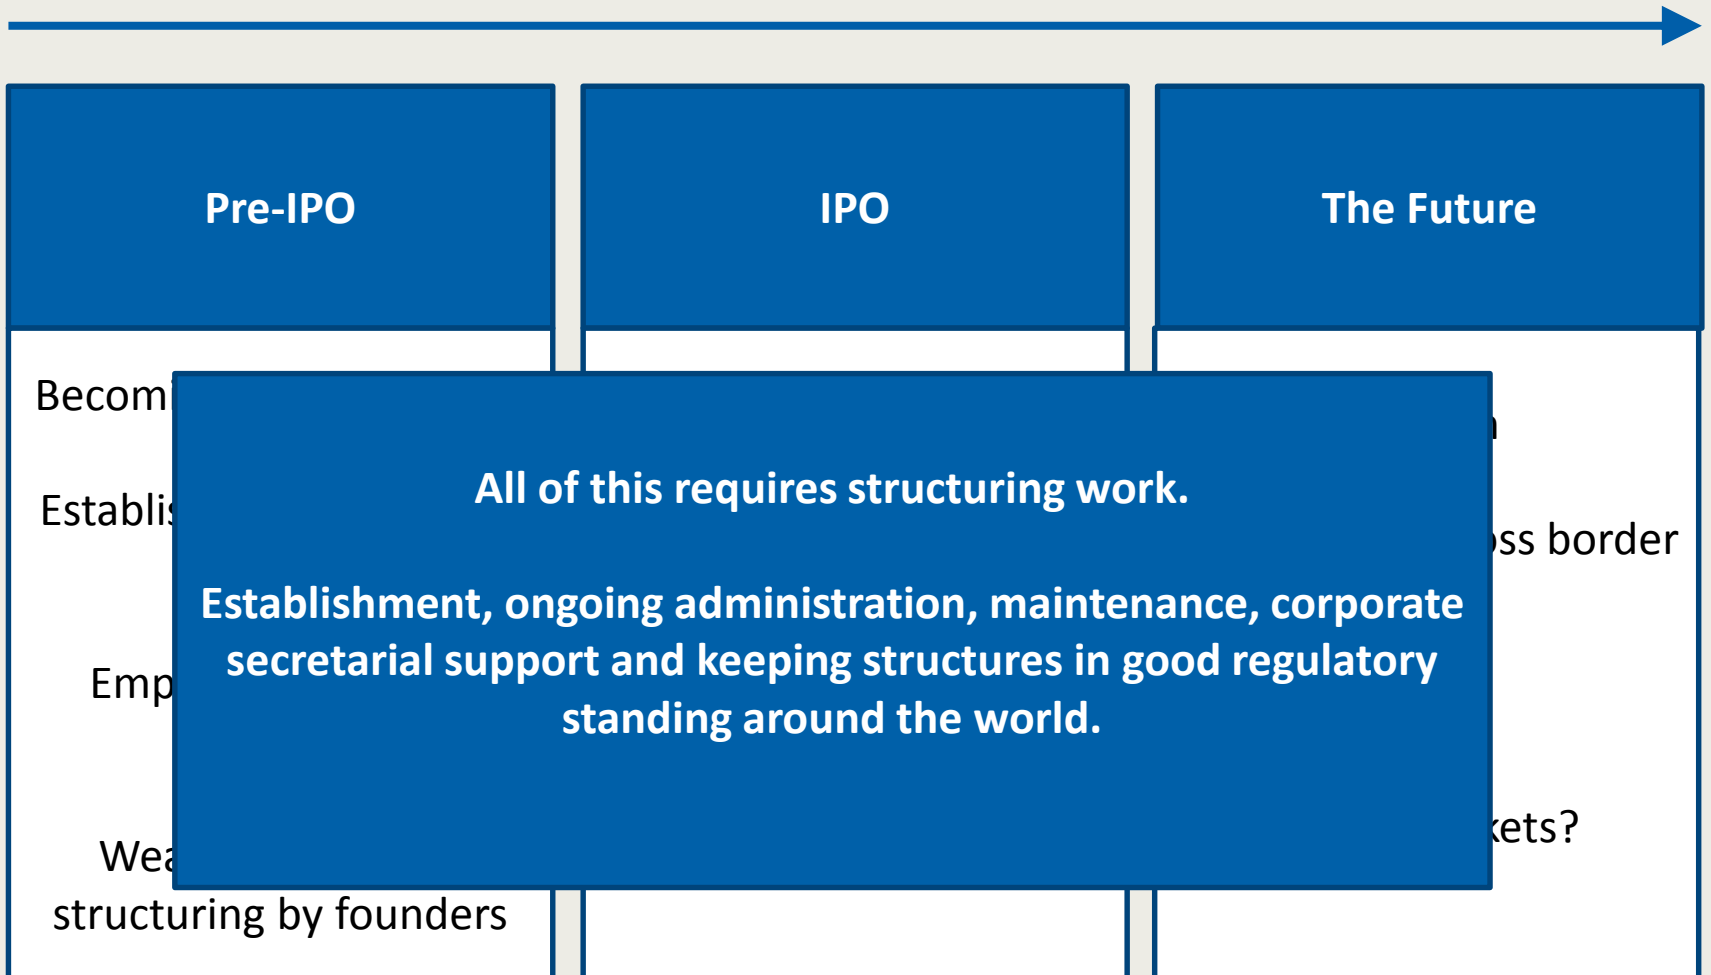 Pre-IPO
IPO
The Future
All of this requires structuring work.
Establishment, ongoing administration, maintenance, corporate
secretarial support and keeping structures in good regulatory
standing around the world.
border
structuring by founders